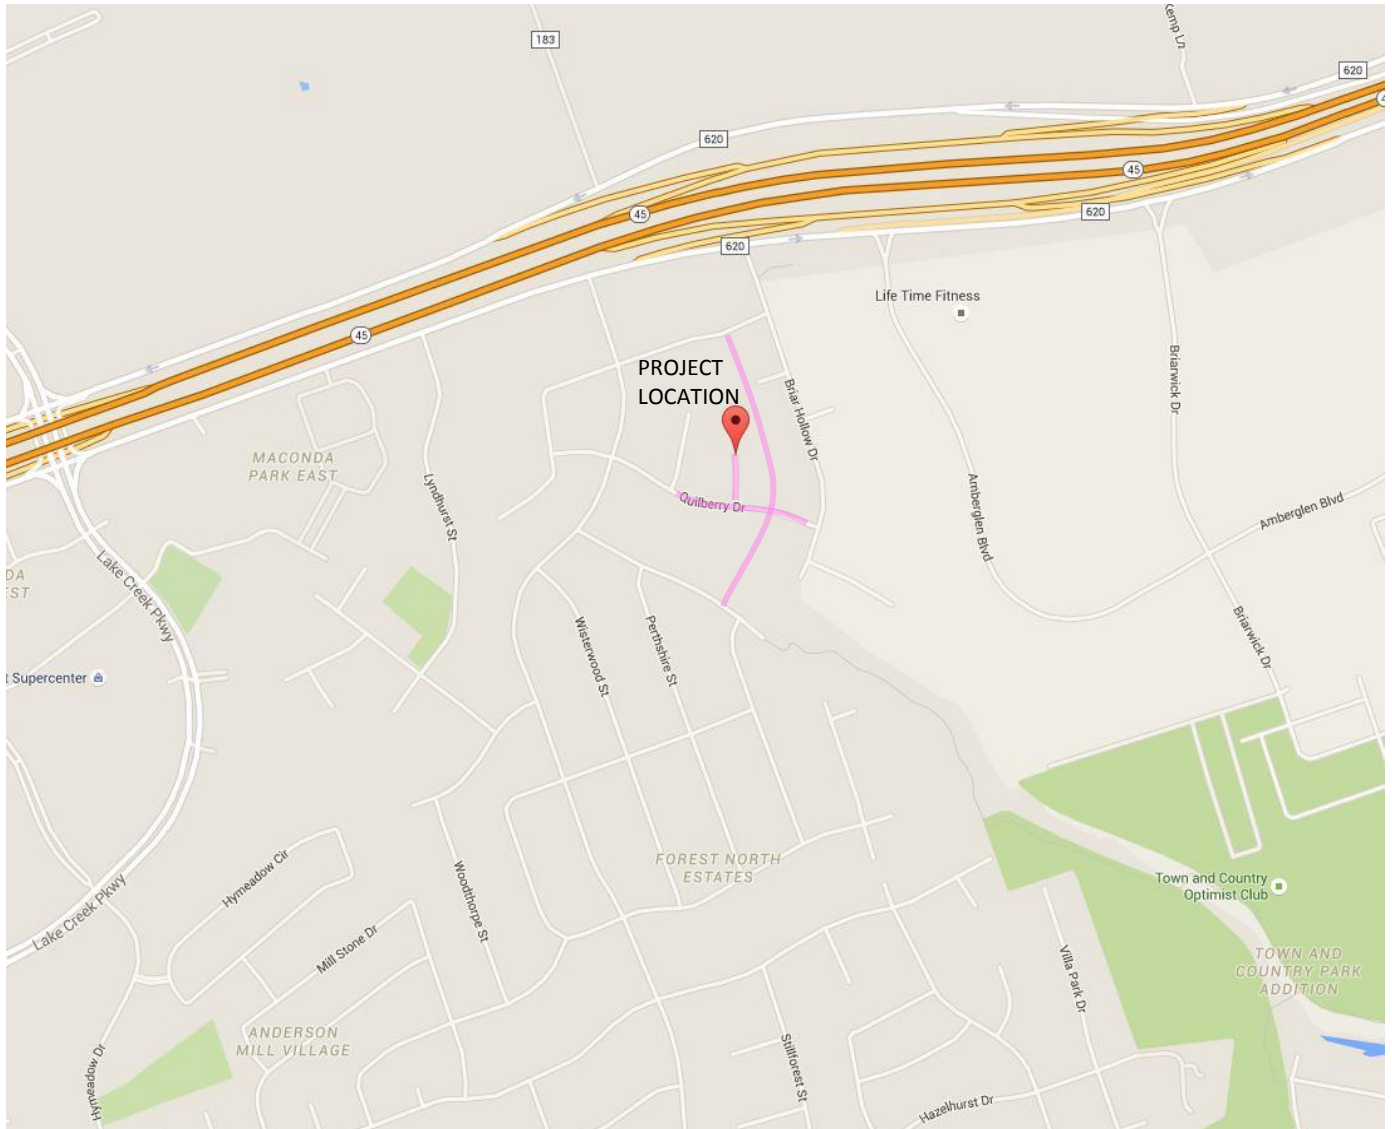 183
Kemp Ln
620
620
45
45
620
620
45
4
Life Time Fitness
PROJECT
LOCATION
Briar Hollow Dr
Briarwick Dr
MACONDA
PARK EAST
Lyndhurst St
Quilberry Dr
Amberglen Blvd
Amberglen Blvd
DA
EST
Lake Creek Pkwy
Wisterwood St
Perthshire St
Briarwick Dr
t Supercenter
FOREST NORTH
ESTATES
Hymeadow Cir
Woodthorpe St
Town and Country
Optimist Club
Lake Creek Pkwy
Mill Stone Dr
Villa Park Dr
TOWN AND
COUNTRY PARK
ADDITION
ANDERSON
MILL VILLAGE
Hymeadow Dr
Stillforest St
Hazelhurst Dr